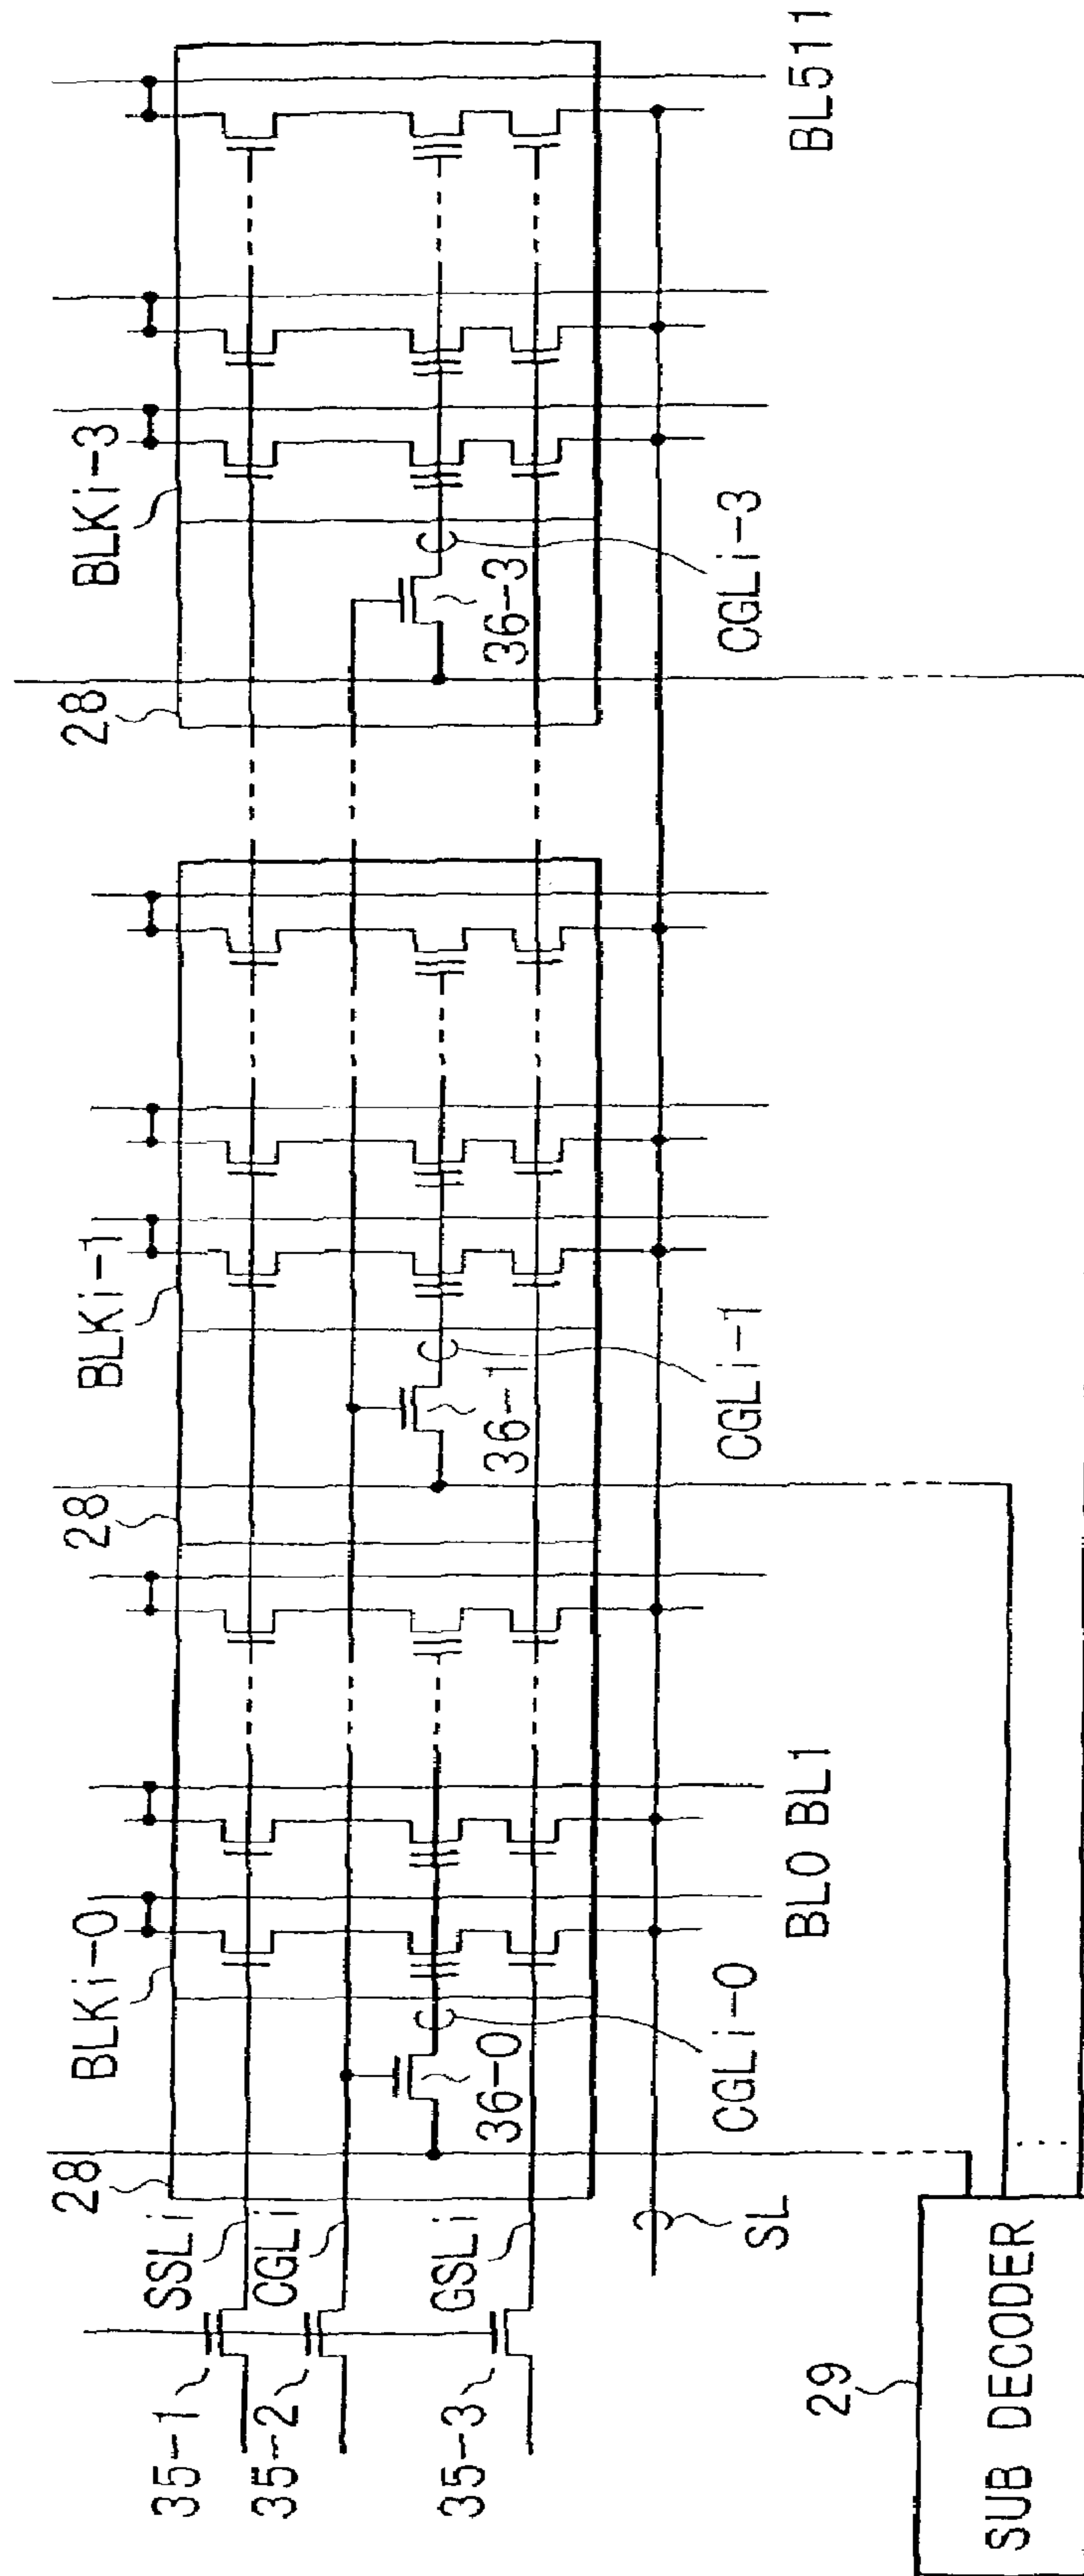 BLKi-0
BLKi-1
BLKi-3
28
28
28
SSLi
CGLi
GSLi
35-1
35-2
35-3
36-0
36-1
36-3
CGLi-0
CGLi-1
CGLi-3
SL
BL0 BL1
BL511
29
SUB DECODER